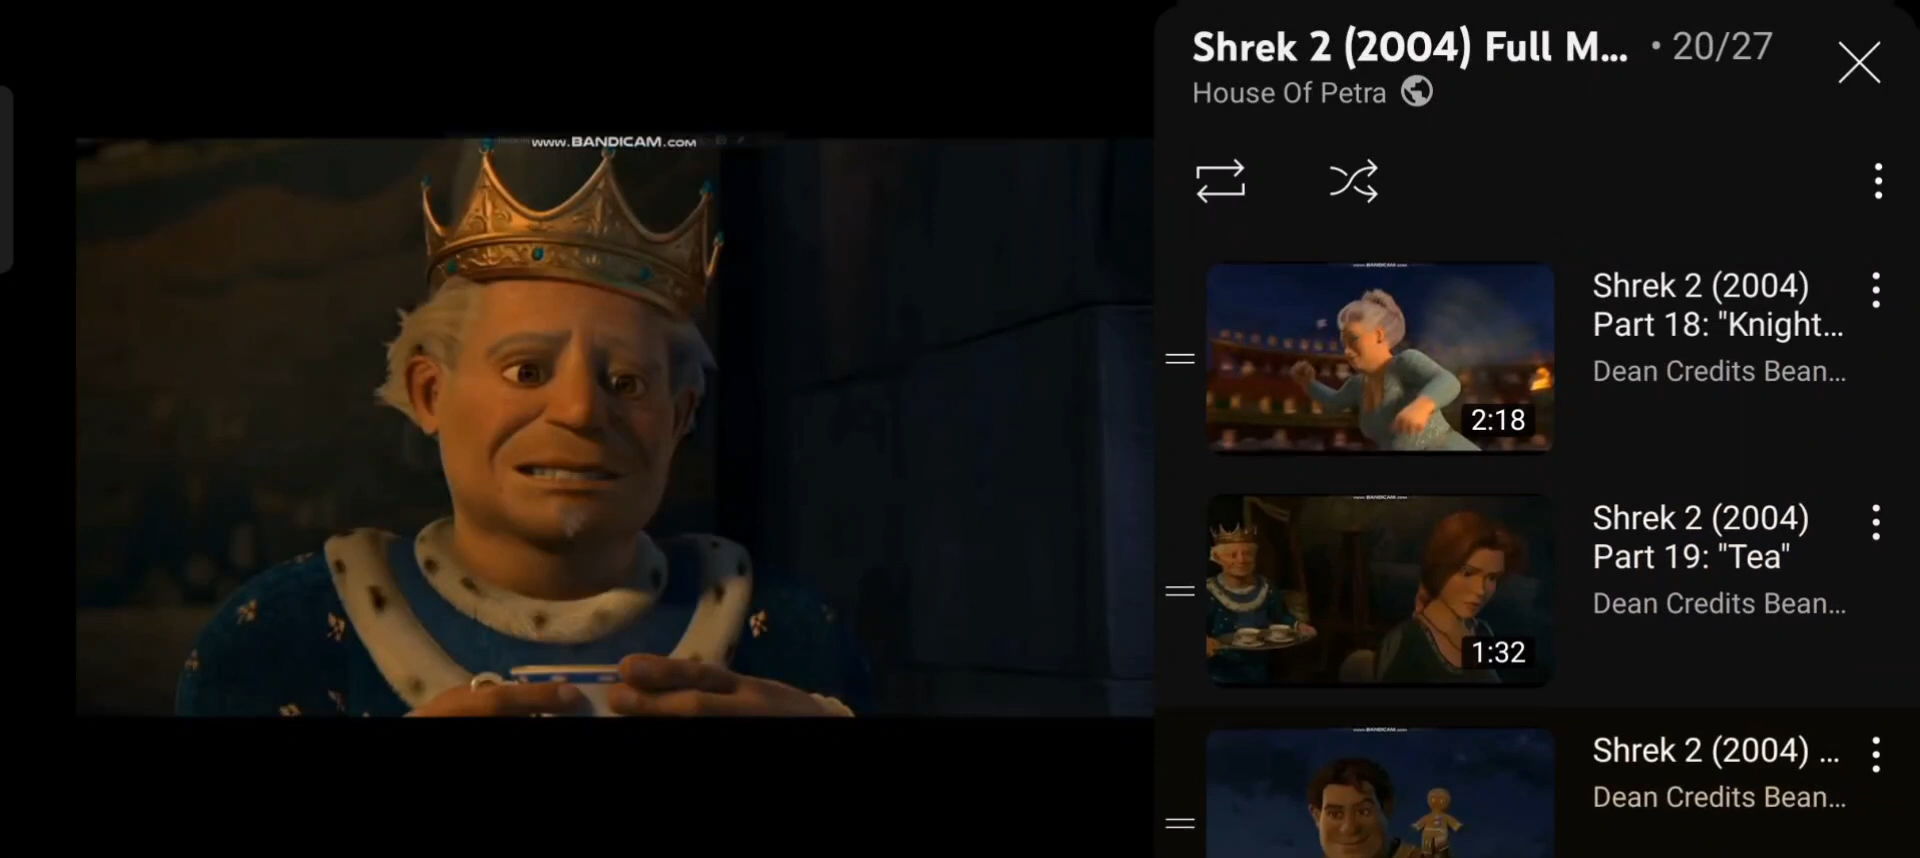 www.BANDICAM.com
Shrek 2 (2004) Full M... • 20/27
House Of Petra
Shrek 2 (2004)
Part 18: "Knight...
Dean Credits Bean...
2:18
Shrek 2 (2004)
Part 19: "Tea"
Dean Credits Bean...
1:32
Shrek 2 (2004) ...
Dean Credits Bean...